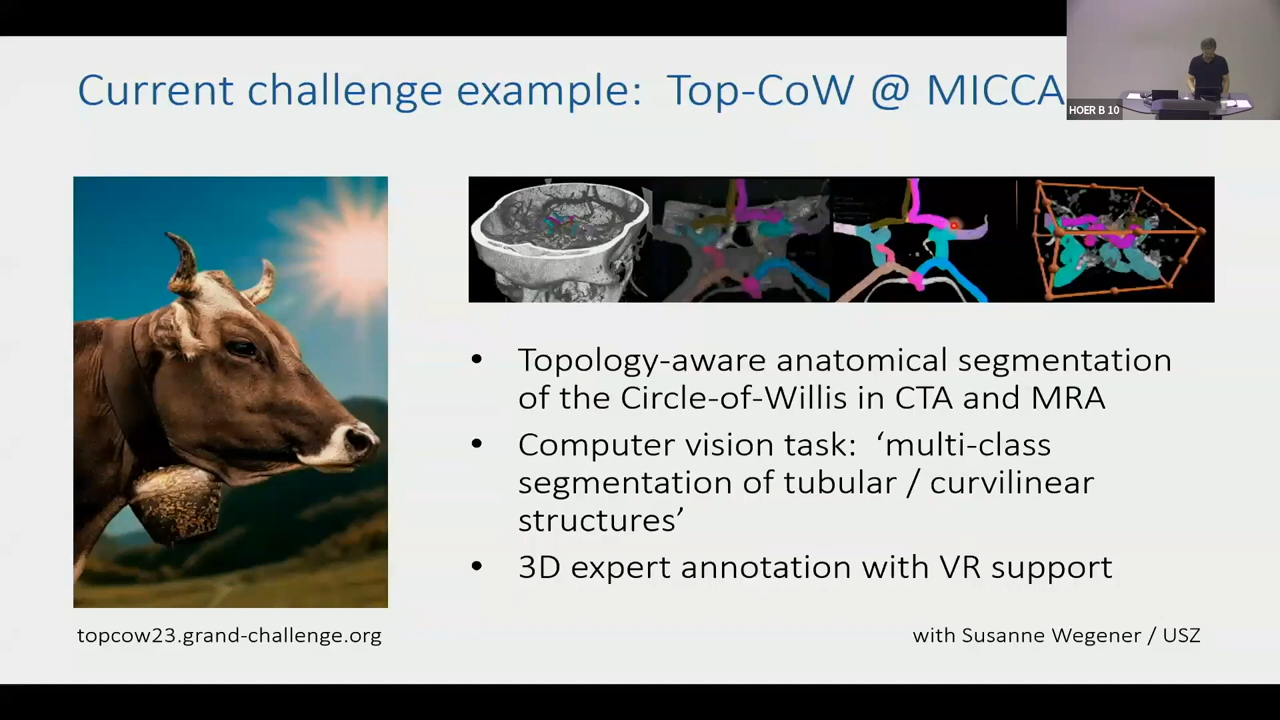 Current challenge example: Top-CoW @ MICCA
HOER B 10
• Topology-aware anatomical segmentation
of the Circle-of-Willis in CTA and MRA
• Computer vision task: ‘multi-class
segmentation of tubular / curvilinear
structures’
• 3D expert annotation with VR support
topcow23.grand-challenge.org
with Susanne Wegener / USZ